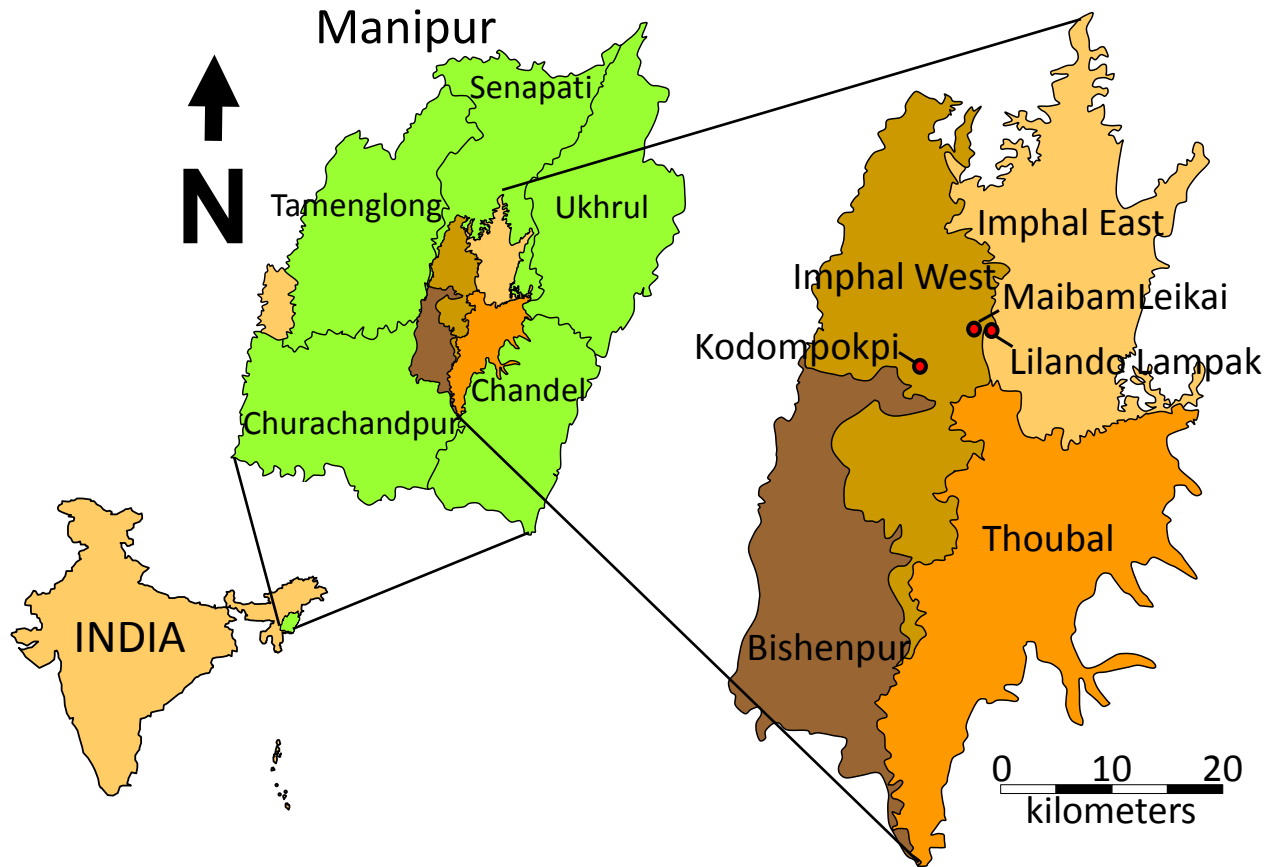 Manipur
Senapati
N
Tamenglong
Ukhrul
Chandel
Churachandpur
INDIA
Imphal East
Imphal West
MaibamLeikai
Kodompokpi
Lilando Lampak
Thoubal
Bishenpur
0 10 20
kilometers